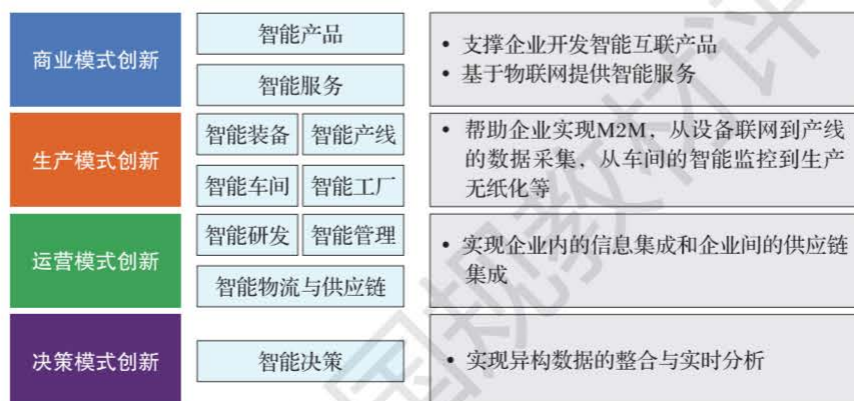 商业模式创新
智能产品
智能服务
• 支撑企业开发智能互联产品
• 基于物联网提供智能服务
生产模式创新
智能装备 智能产线
智能车间 智能工厂
• 帮助企业实现M2M，从设备联网到产线
的数据采集，从车间的智能监控到生产
无纸化等
运营模式创新
智能研发 智能管理
智能物流与供应链
• 实现企业内的信息集成和企业间的供应链
集成
决策模式创新
智能决策
• 实现异构数据的整合与实时分析
国规教材评